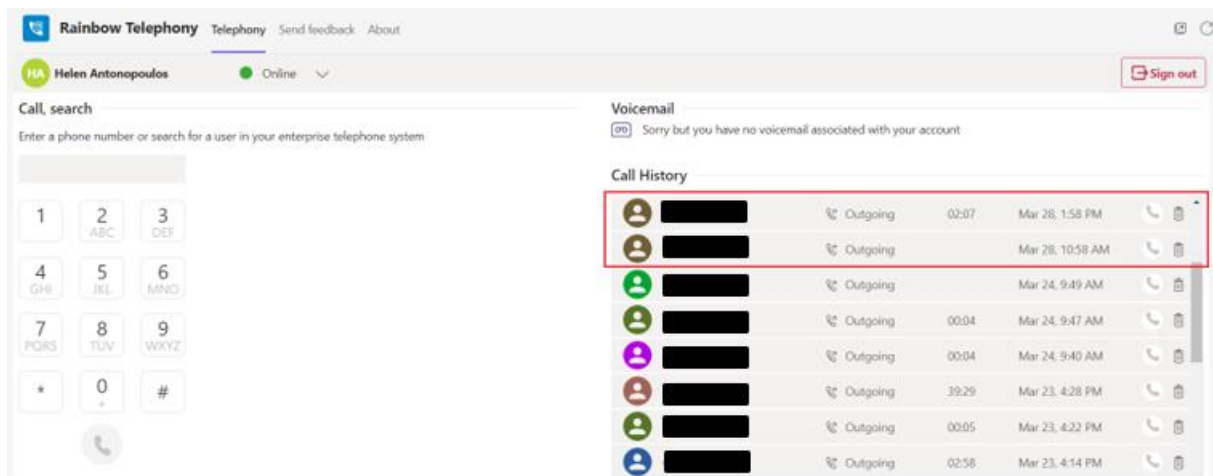 Rainbow Telephony Telephony Send feedback About
HA Helen Antonopoulos Online Sign out
Call, search
Enter a phone number or search for a user in your enterprise telephone system
1 2 3
ABC DEF
4 5 6
GHI JKL MNO
7 8 9
PQRS TUV WXYZ
* 0 #
+
Voicemail
Sorry but you have no voicemail associated with your account
Call History
Outgoing 02:07 Mar 28, 1:58 PM
Outgoing Mar 28, 10:58 AM
Outgoing Mar 24, 9:49 AM
Outgoing 00:04 Mar 24, 9:47 AM
Outgoing 00:04 Mar 24, 9:40 AM
Outgoing 39:29 Mar 23, 4:28 PM
Outgoing 00:05 Mar 23, 4:22 PM
Outgoing 02:58 Mar 23, 4:14 PM